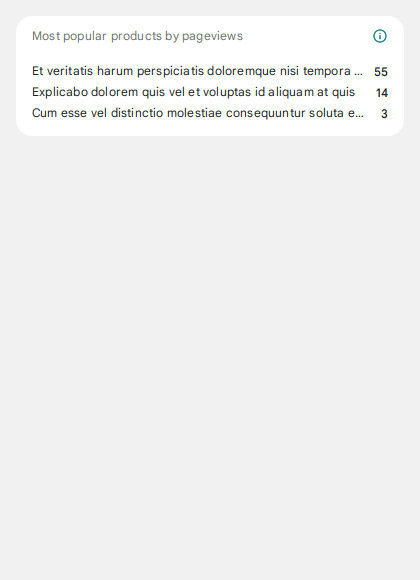 Most popular products by pageviews
Et veritatis harum perspiciatis doloremque nisi tempora ... 55
Explicabo dolorem quis vel et voluptas id aliquam at quis 14
Cum esse vel distinctio molestiae consequuntur soluta e... 3